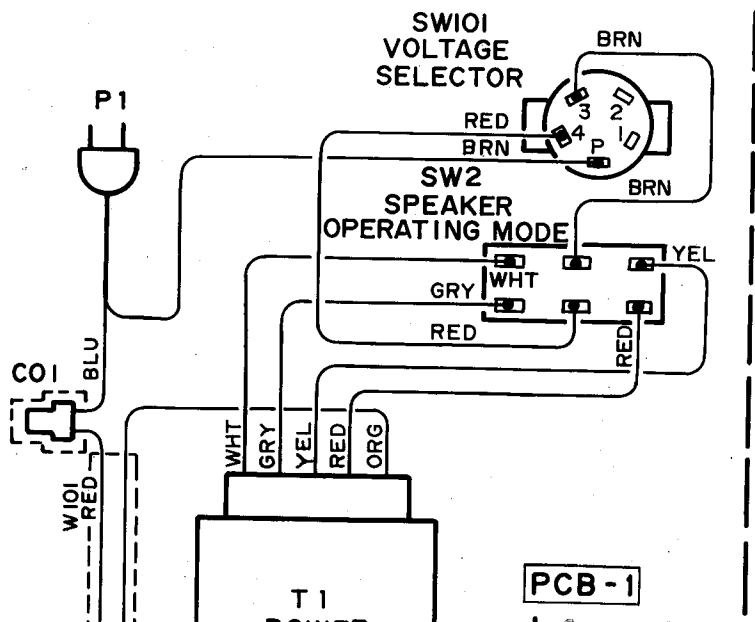 SW101
VOLTAGE
SELECTOR
BRN
P1
3
2
RED
4
1
BRN
P
SW2
BRN
SPEAKER
OPERATING MODE
YEL
WHT
GRY
RED
RED
BLU
CO1
WHT
GRY
YEL
RED
ORG
W101
RED
PCB-1
T1
POWER